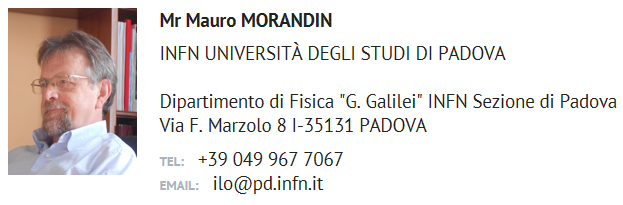 Mr Mauro MORANDIN
INFN UNIVERSITÀ DEGLI STUDI DI PADOVA
Dipartimento di Fisica "G. Galilei" INFN Sezione di Padova
Via F. Marzolo 8 I-35131 PADOVA
TEL: +39 049 967 7067
EMAIL: ilo@pd.infn.it